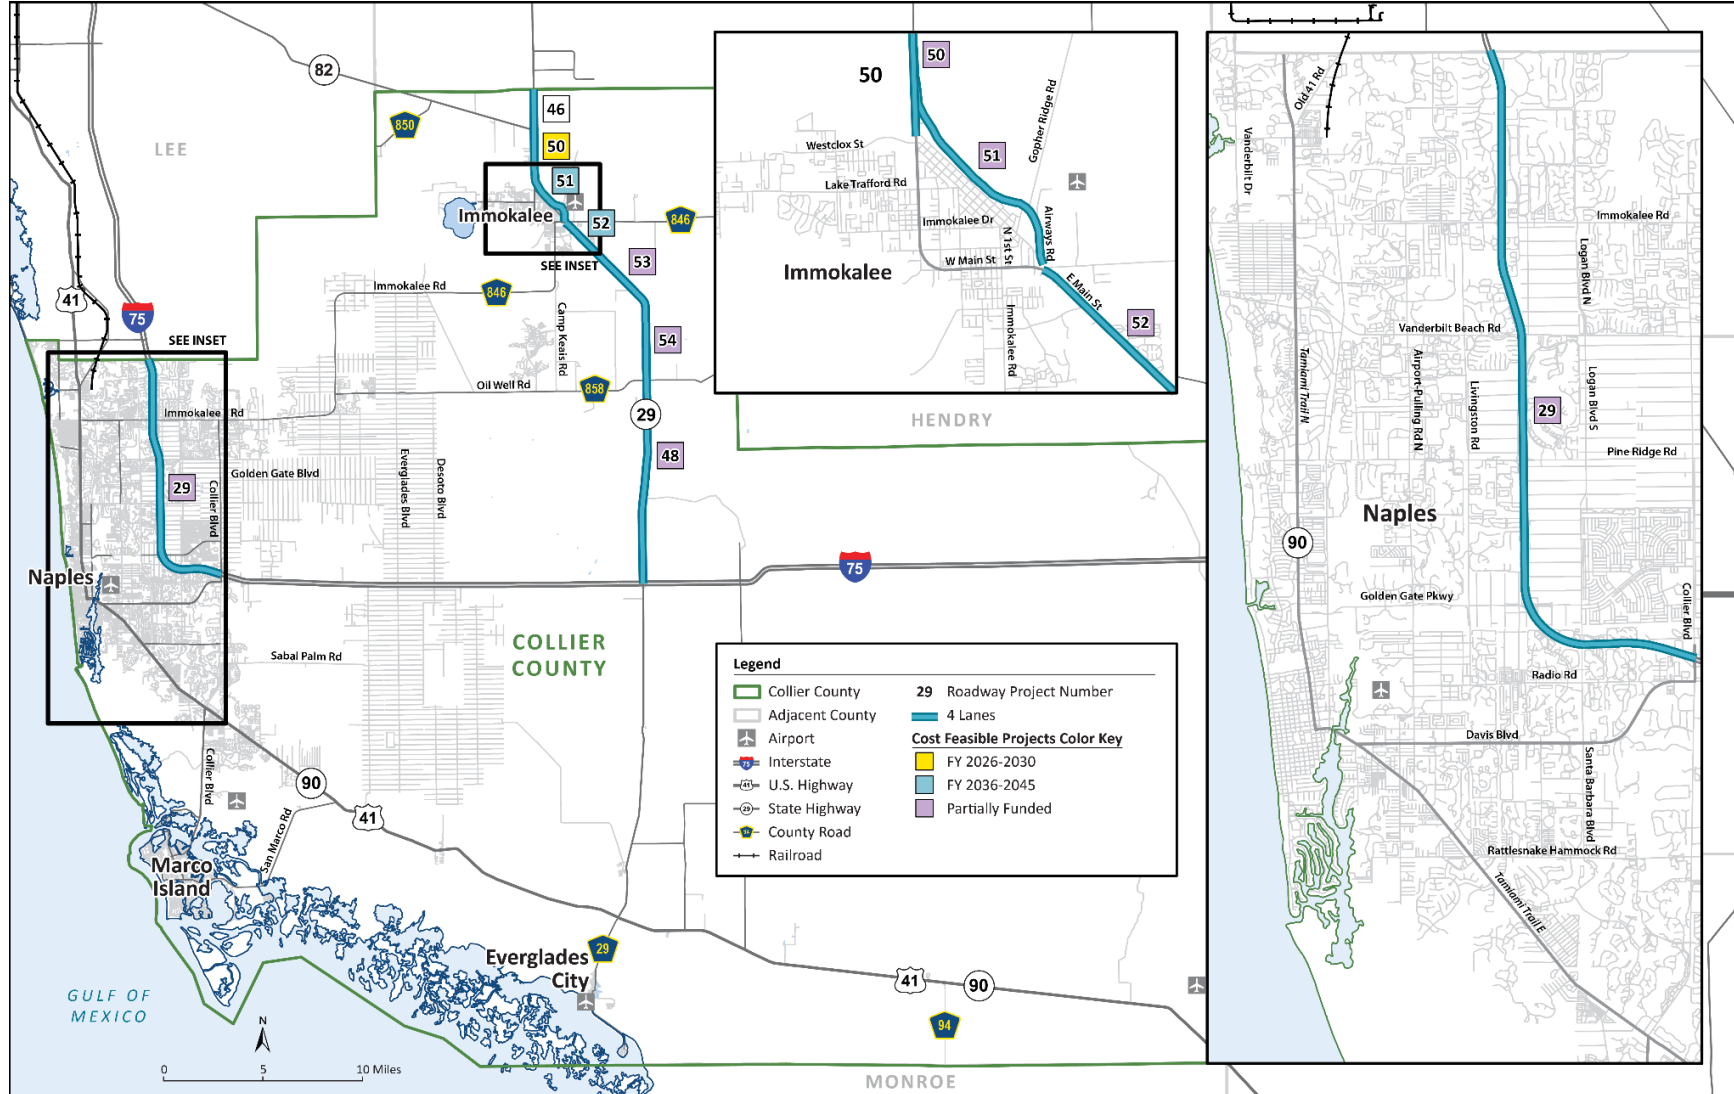 82
850
LEE
46
50
51
Immokalee
52
846
SEE INSET
53
Immokalee Rd
846
Camp Keais Rd
41
75
SEE INSET
54
Oil Well Rd
858
Immokalee Rd
29
48
Golden Gate Blvd
Everglades Blvd
Desoto Blvd
29
Collier Blvd
Naples
75
HENDRY
COLLIER
COUNTY
Sabal Palm Rd
90
41
Collier Blvd
San Marco Rd
Marco
Island
Everglades
City
29
41
90
94
GULF OF
MEXICO
N
0 5 10 Miles
MONROE
50
50
Gopher Ridge Rd
Westclox St
51
Lake Trafford Rd
Immokalee Dr
N 1st St
Airways Rd
W Main St
Immokalee
E Main St
Immokalee Rd
52
Legend
Collier County
Adjacent County
Airport
75 Interstate
41 U.S. Highway
29 State Highway
94 County Road
Railroad
29 Roadway Project Number
4 Lanes
Cost Feasible Projects Color Key
FY 2026-2030
FY 2036-2045
Partially Funded
Old 41 Rd
Vanderbilt Dr
Immokalee Rd
Logan Blvd N
Vanderbilt Beach Rd
Tamiami Trail N
Airport-Pulling Rd N
Livingston Rd
Logan Blvd S
29
Pine Ridge Rd
Naples
90
Golden Gate Pkwy
Collier Blvd
Radio Rd
Davis Blvd
Santa Barbara Blvd
Rattlesnake Hammock Rd
Tamiami Trail E